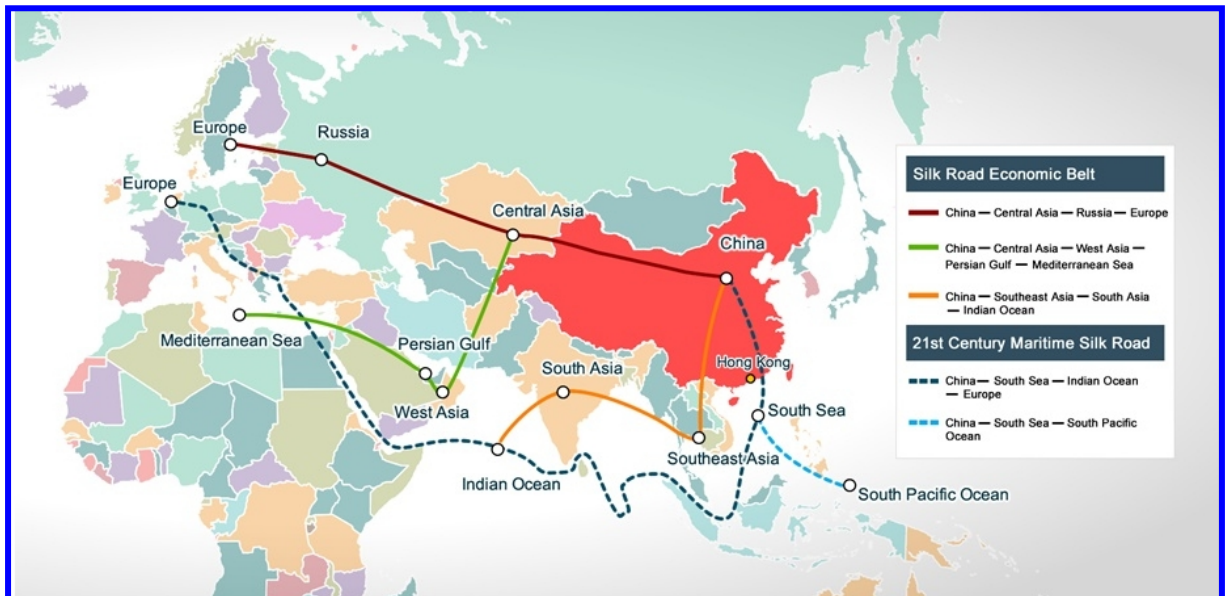 Europe
Russia
Europe
Central Asia
China
Mediterranean Sea
Persian Gulf
West Asia
South Asia
Hong Kong
South Sea
Southeast Asia
Indian Ocean
South Pacific Ocean
Silk Road Economic Belt
China — Central Asia — Russia — Europe
China — Central Asia — West Asia —
Persian Gulf — Mediterranean Sea
China — Southeast Asia — South Asia
— Indian Ocean
21st Century Maritime Silk Road
China — South Sea — Indian Ocean
— Europe
China — South Sea — South Pacific
Ocean